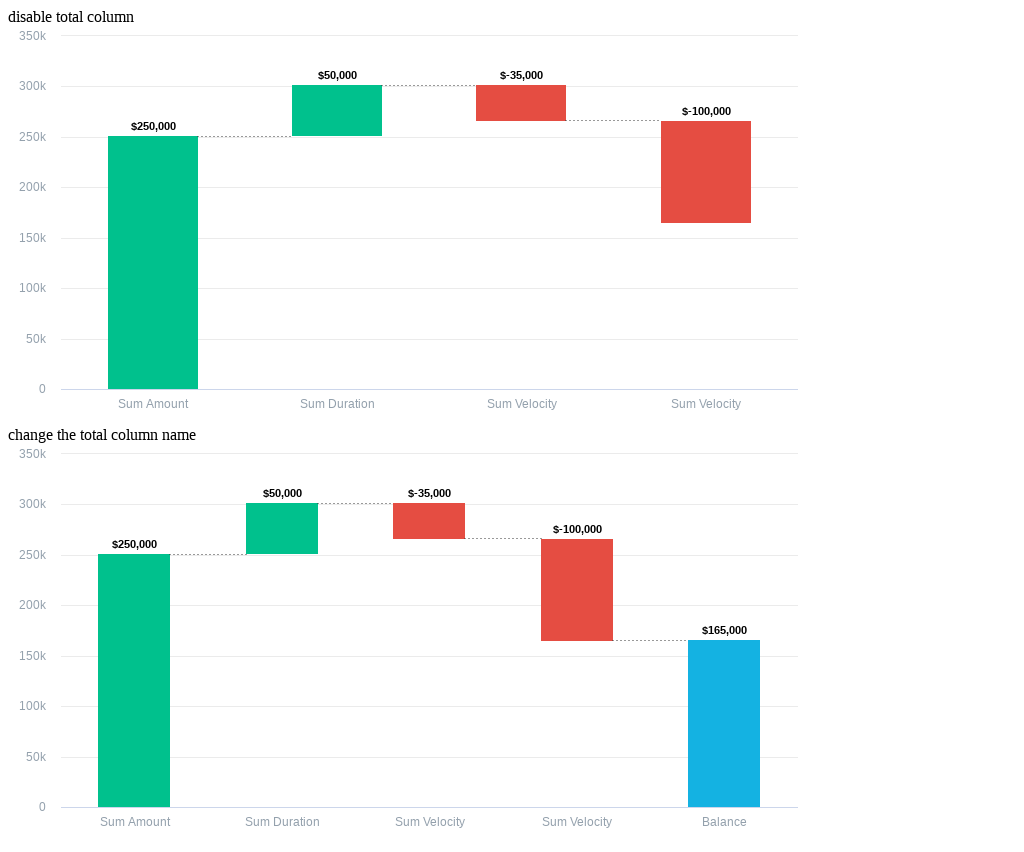 disable total column
350k
300k
250k
200k
150k
100k
50k
0
$250,000
$50,000
$-35,000
$-100,000
Sum Amount
Sum Duration
Sum Velocity
Sum Velocity
change the total column name
350k
300k
250k
200k
150k
100k
50k
0
$250,000
$50,000
$-35,000
$-100,000
$165,000
Sum Amount
Sum Duration
Sum Velocity
Sum Velocity
Balance